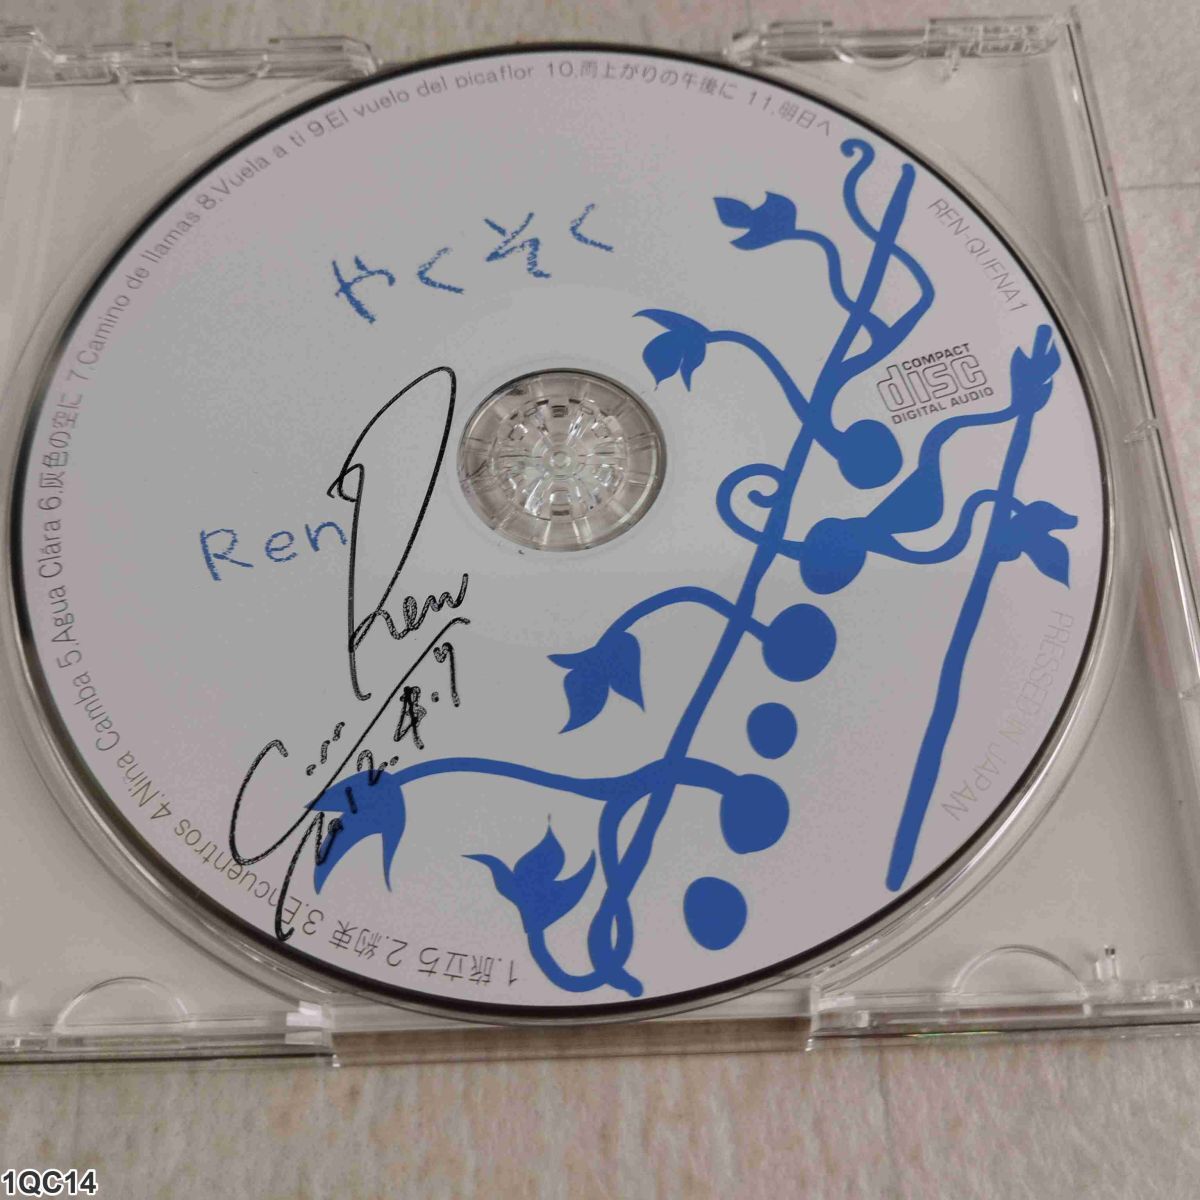 やくそく
Ren
Ren
1.旅立ち 2.約束 3.Encuentros 4.Nina Camba 5.Agua Clára 6.灰色の空に 7.Camino de llamas 8.Vuela a ti 9.El vuelo del picaflor 10.雨上がりの午後に 11.明日へ
REN-QUENA1
COMPACT
disc
DIGITAL AUDIO
PRESSED IN JAPAN
1QC14